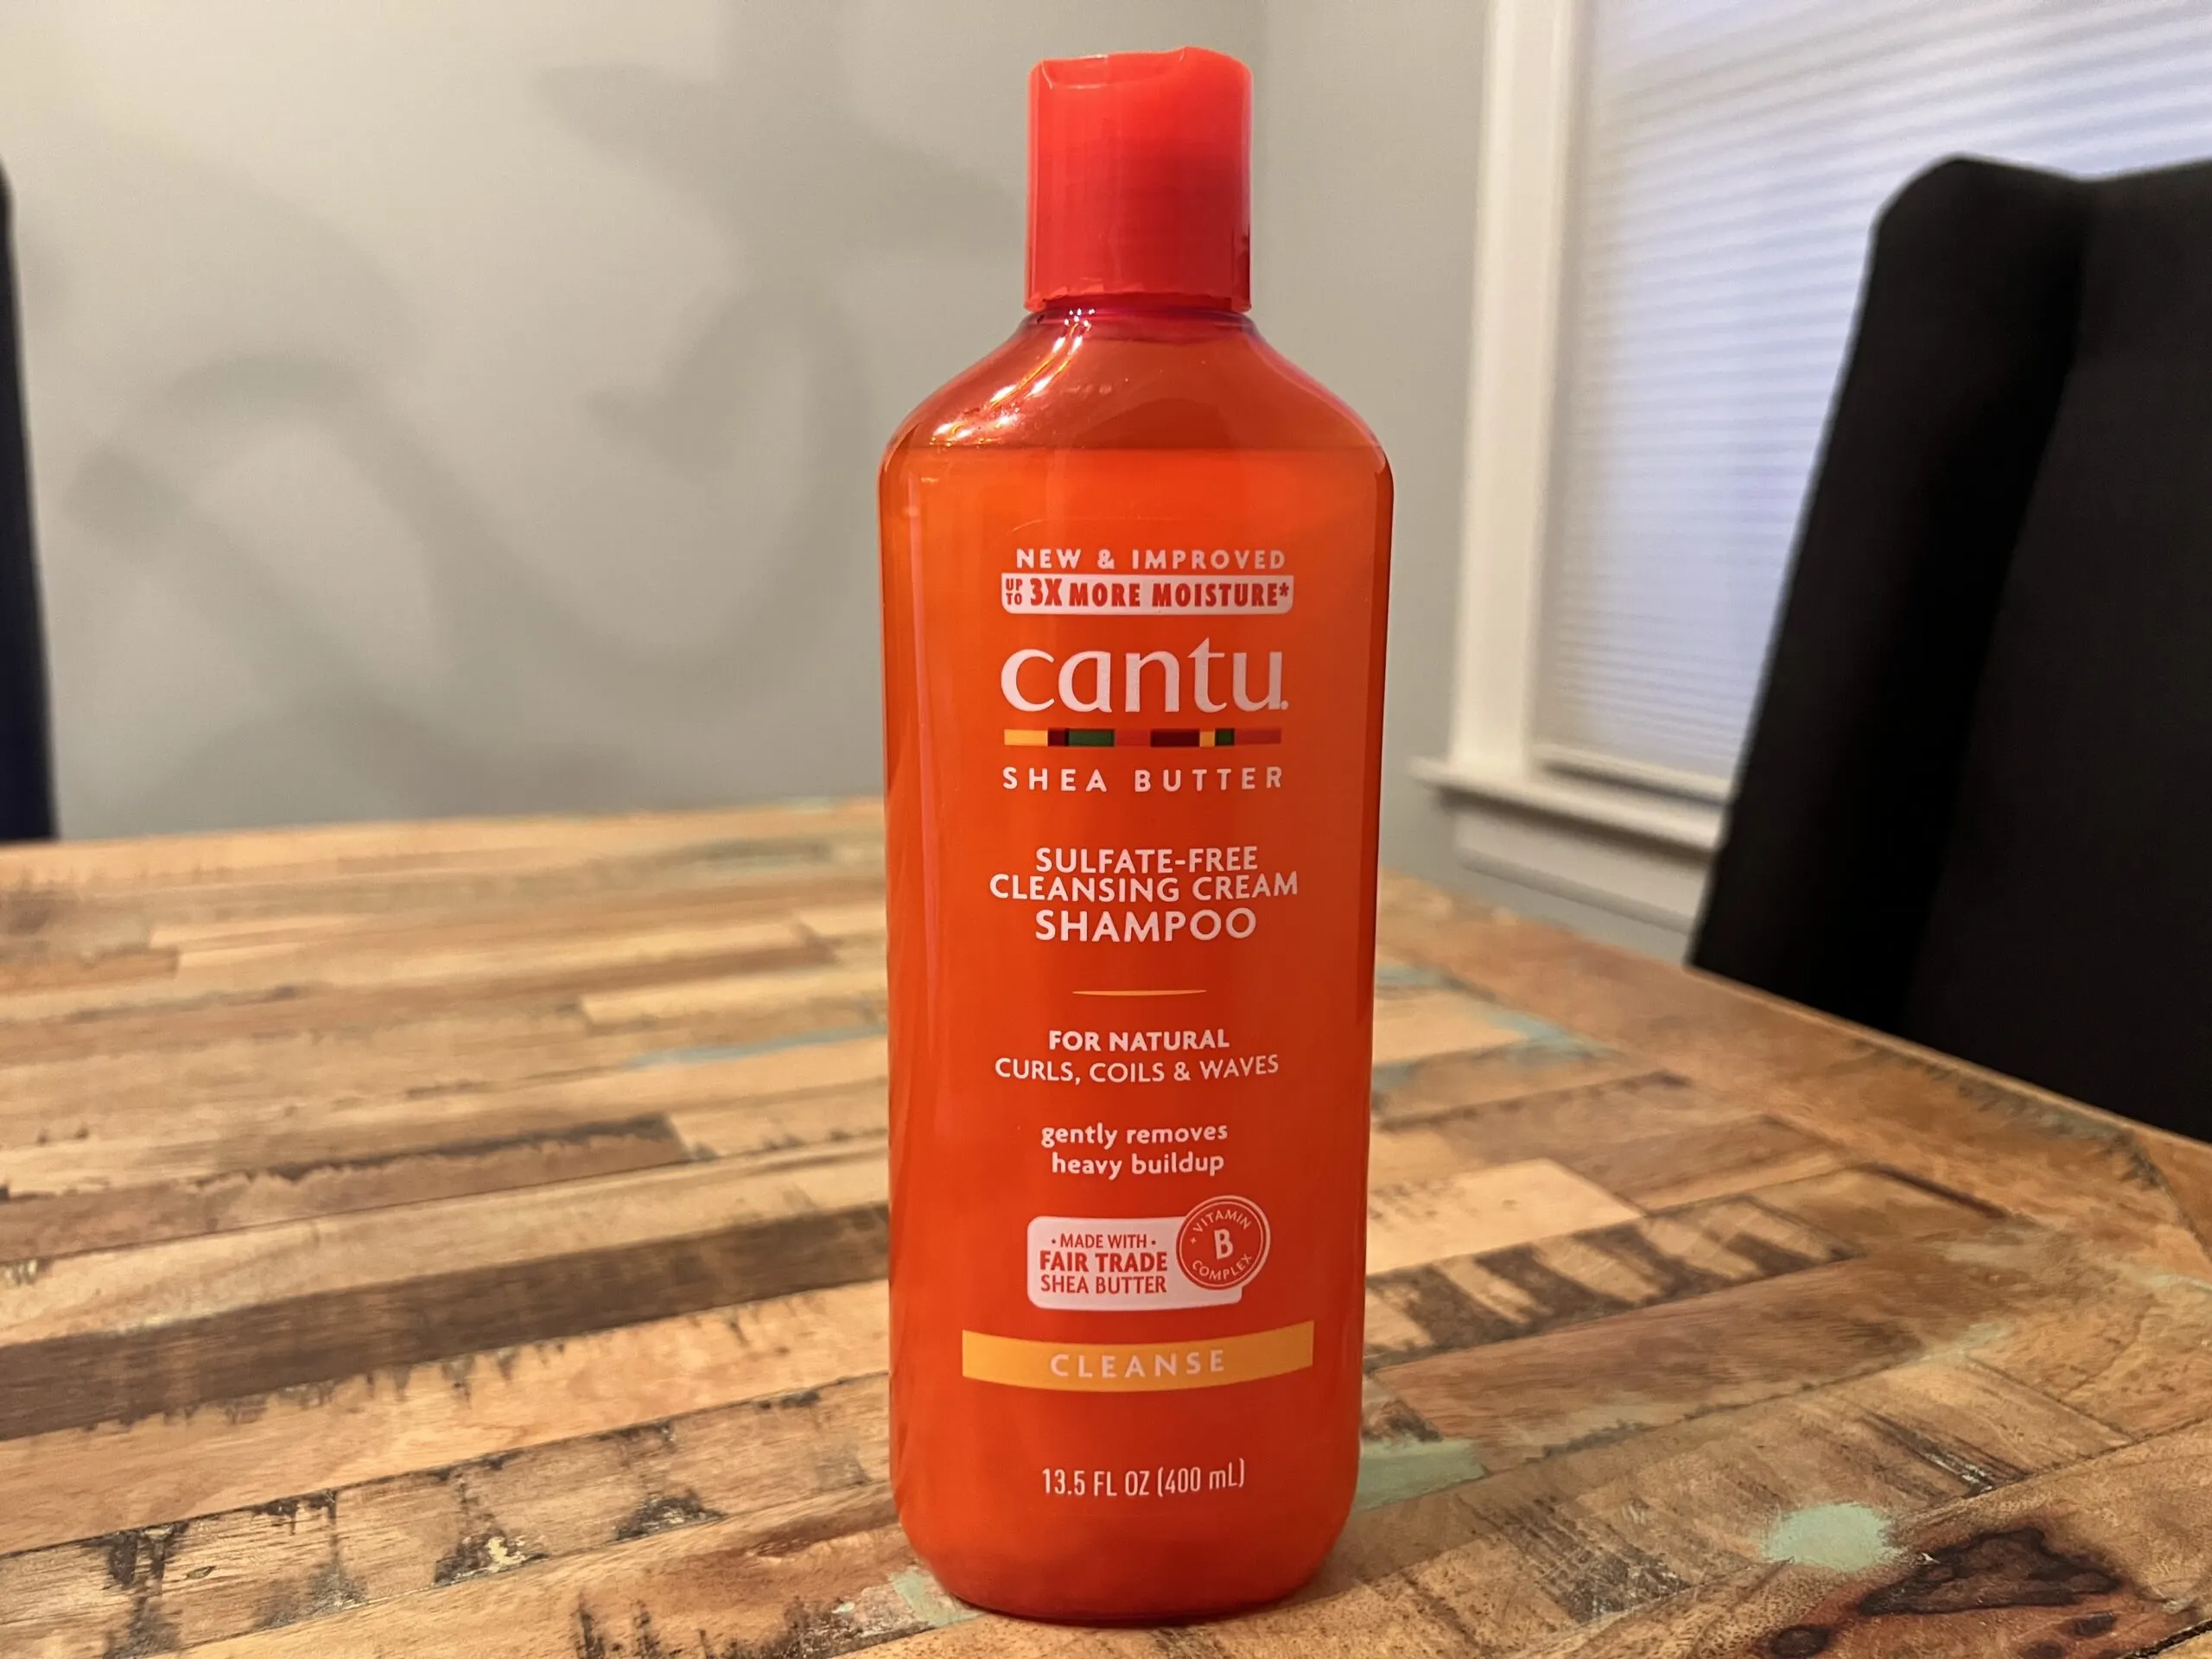 NEW & IMPROVED
UP TO 3X MORE MOISTURE*
cantu.
SHEA BUTTER
SULFATE-FREE
CLEANSING CREAM
SHAMPOO
FOR NATURAL
CURLS, COILS & WAVES
gently removes
heavy buildup
• MADE WITH •
FAIR TRADE
SHEA BUTTER
• VITAMIN
B
COMPLEX
CLEANSE
13.5 FL OZ (400 mL)